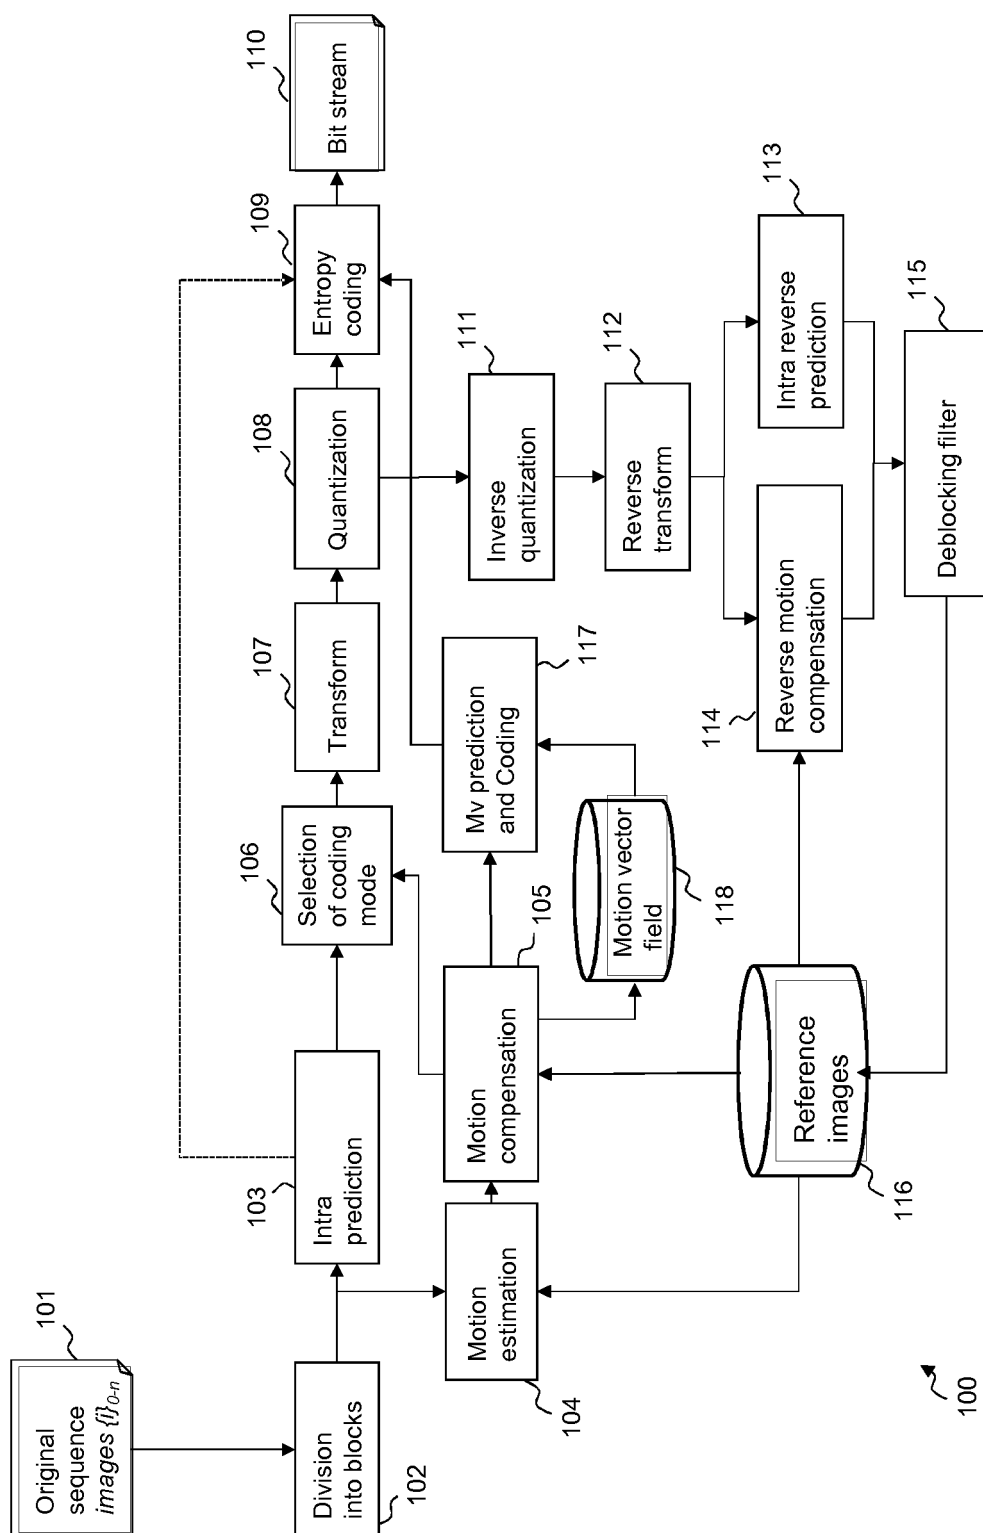 101
Original
sequence
images {i}0-n
102
Division
into blocks
103
Intra
prediction
106
Selection
of coding
mode
107
Transform
108
Quantization
109
Entropy
coding
110
Bit stream
104
Motion
estimation
105
Motion
compensation
117
Mv prediction
and Coding
111
Inverse
quantization
118
Motion vector
field
112
Reverse
transform
116
Reference
images
114
Reverse motion
compensation
113
Intra reverse
prediction
115
Deblocking filter
100